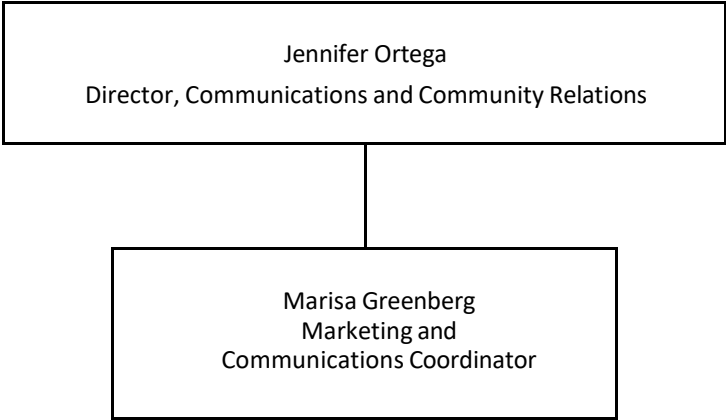 Jennifer Ortega
Director, Communications and Community Relations
Marisa Greenberg
Marketing and
Communications Coordinator